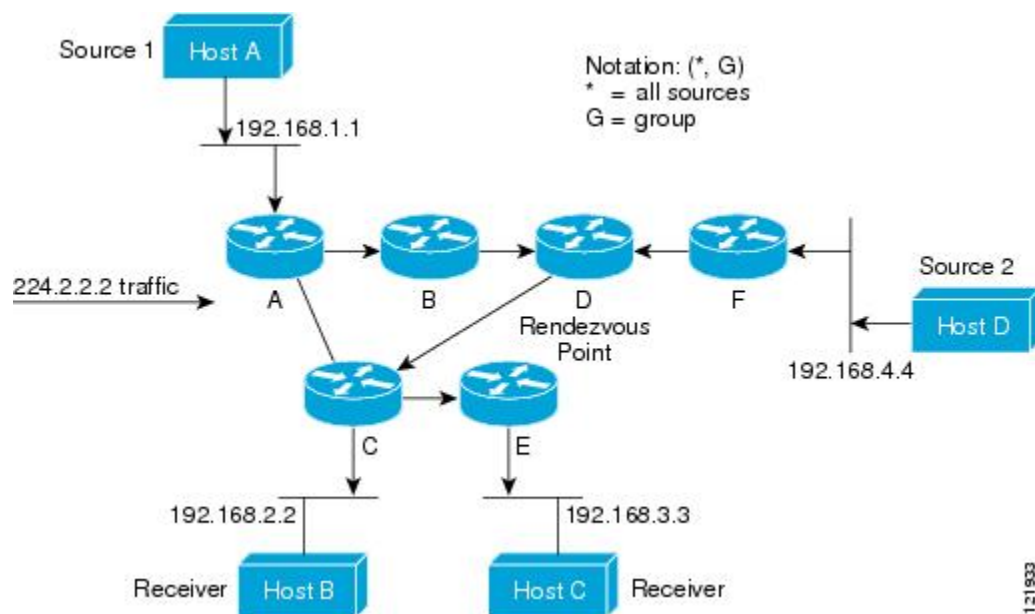 Source 1
Host A
Notation: (*, G)
* = all sources
G = group
192.168.1.1
224.2.2.2 traffic
A
B
D
F
Rendezvous
Point
Source 2
Host D
192.168.4.4
C
E
192.168.2.2
192.168.3.3
Receiver
Host B
Host C
Receiver
121933